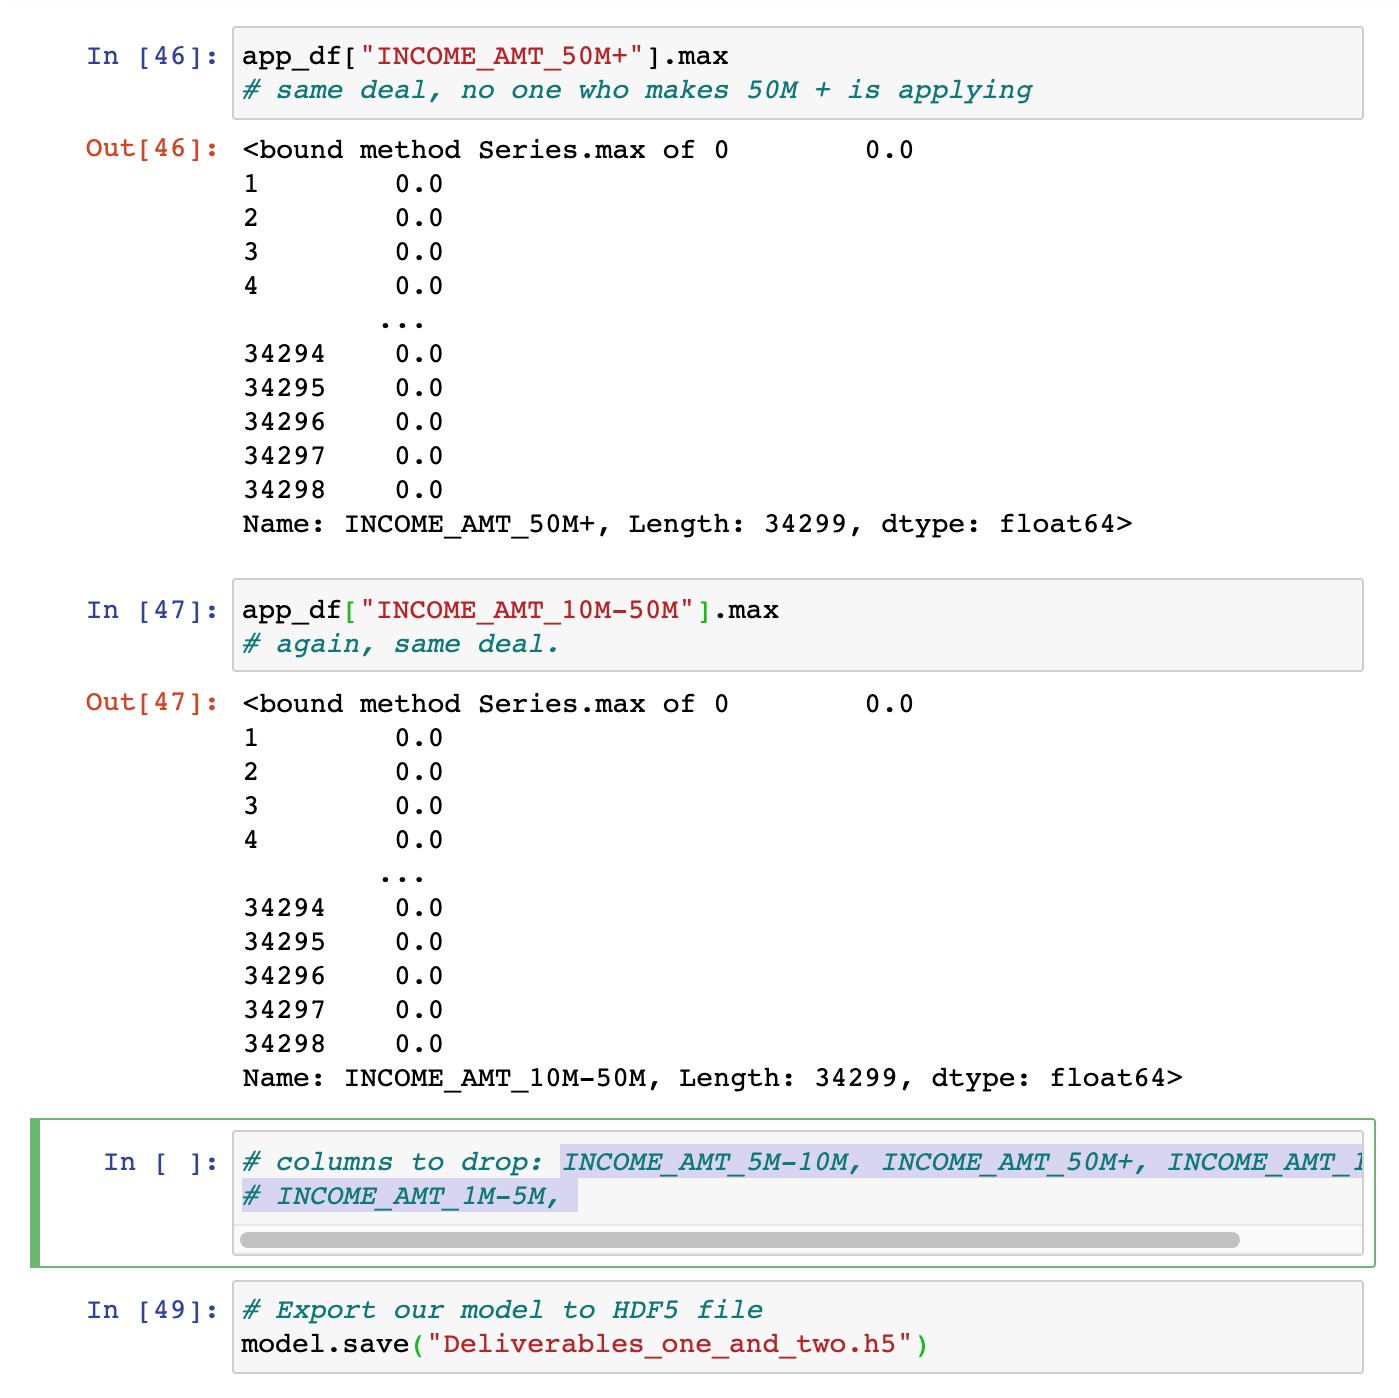 In [46]: app_df["INCOME_AMT_50M+"].max
# same deal, no one who makes 50M + is applying
Out[46]: <bound method Series.max of 0        0.0
1        0.0
2        0.0
3        0.0
4        0.0
...
34294    0.0
34295    0.0
34296    0.0
34297    0.0
34298    0.0
Name: INCOME_AMT_50M+, Length: 34299, dtype: float64>
In [47]: app_df["INCOME_AMT_10M-50M"].max
# again, same deal.
Out[47]: <bound method Series.max of 0        0.0
1        0.0
2        0.0
3        0.0
4        0.0
...
34294    0.0
34295    0.0
34296    0.0
34297    0.0
34298    0.0
Name: INCOME_AMT_10M-50M, Length: 34299, dtype: float64>
In [ ]: # columns to drop: INCOME_AMT_5M-10M, INCOME_AMT_50M+, INCOME_AMT_1
# INCOME_AMT_1M-5M,
In [49]: # Export our model to HDF5 file
model.save("Deliverables_one_and_two.h5")